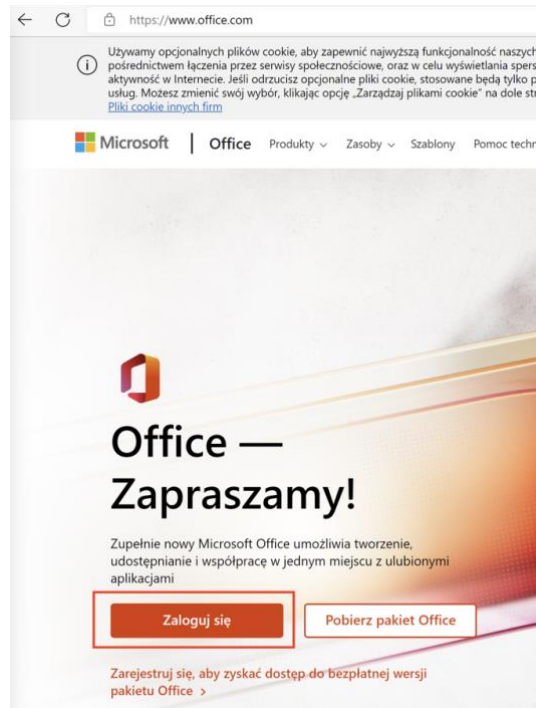 https://www.office.com
Używamy opcjonalnych plików cookie, aby zapewnić najwyższą funkcjonalność naszych
pośrednictwem łączenia przez serwisy społecznościowe, oraz w celu wyświetlania spers
aktywność w Internecie. Jeśli odrzucisz opcjonalne pliki cookie, stosowane będą tylko p
usług. Możesz zmienić swój wybór, klikając opcję „Zarządzaj plikami cookie” na dole str
Pliki cookie innych firm
Microsoft | Office Produkty Zasoby Szablony Pomoc techn
Office —
Zapraszamy!
Zupełnie nowy Microsoft Office umożliwia tworzenie,
udostępnianie i współpracę w jednym miejscu z ulubionymi
aplikacjami
Zaloguj się Pobierz pakiet Office
Zarejestruj się, aby zyskać dostęp do bezpłatnej wersji
pakietu Office >